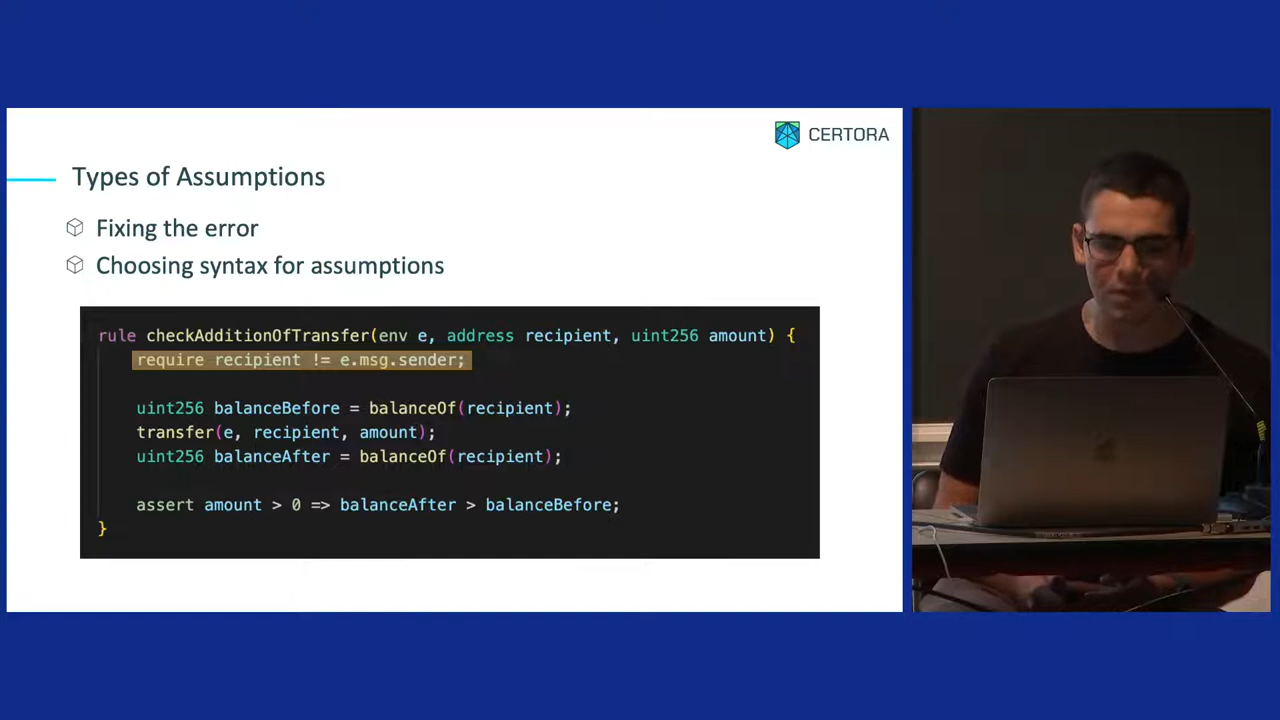 CERTORA
Types of Assumptions
Fixing the error
Choosing syntax for assumptions
rule checkAdditionOfTransfer(env e, address recipient, uint256 amount) {
require recipient != e.msg.sender;
uint256 balanceBefore = balanceOf(recipient);
transfer(e, recipient, amount);
uint256 balanceAfter = balanceOf(recipient);
assert amount > 0 => balanceAfter > balanceBefore;
}